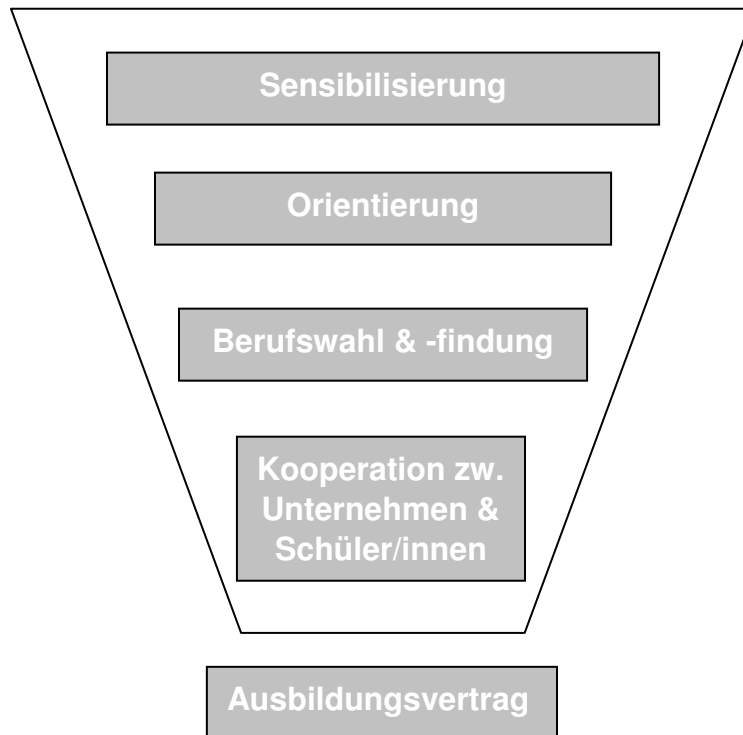 Sensibilisierung
Orientierung
Berufswahl & -findung
Kooperation zw.
Unternehmen &
Schüler/innen
Ausbildungsvertrag